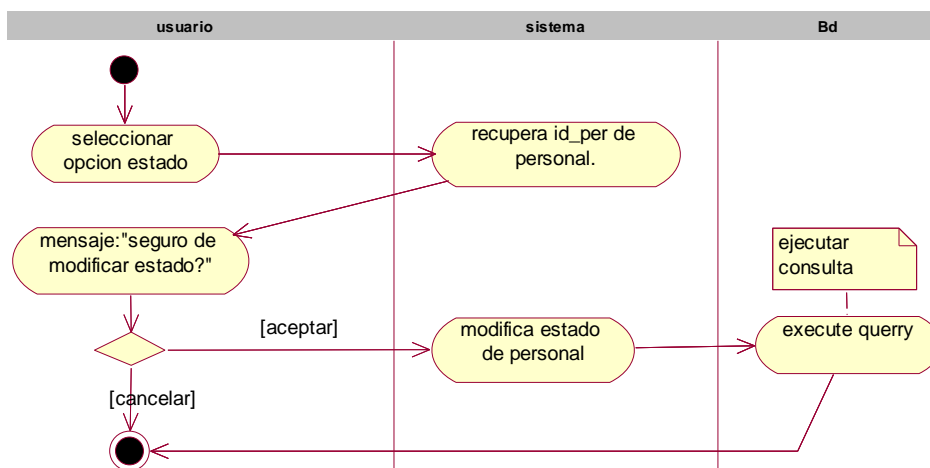 usuario
sistema
Bd
seleccionar
opcion estado
recupera id_per de
personal.
mensaje:"seguro de
modificar estado?"
ejecutar
consulta
[aceptar]
modifica estado
de personal
execute querry
[cancelar]